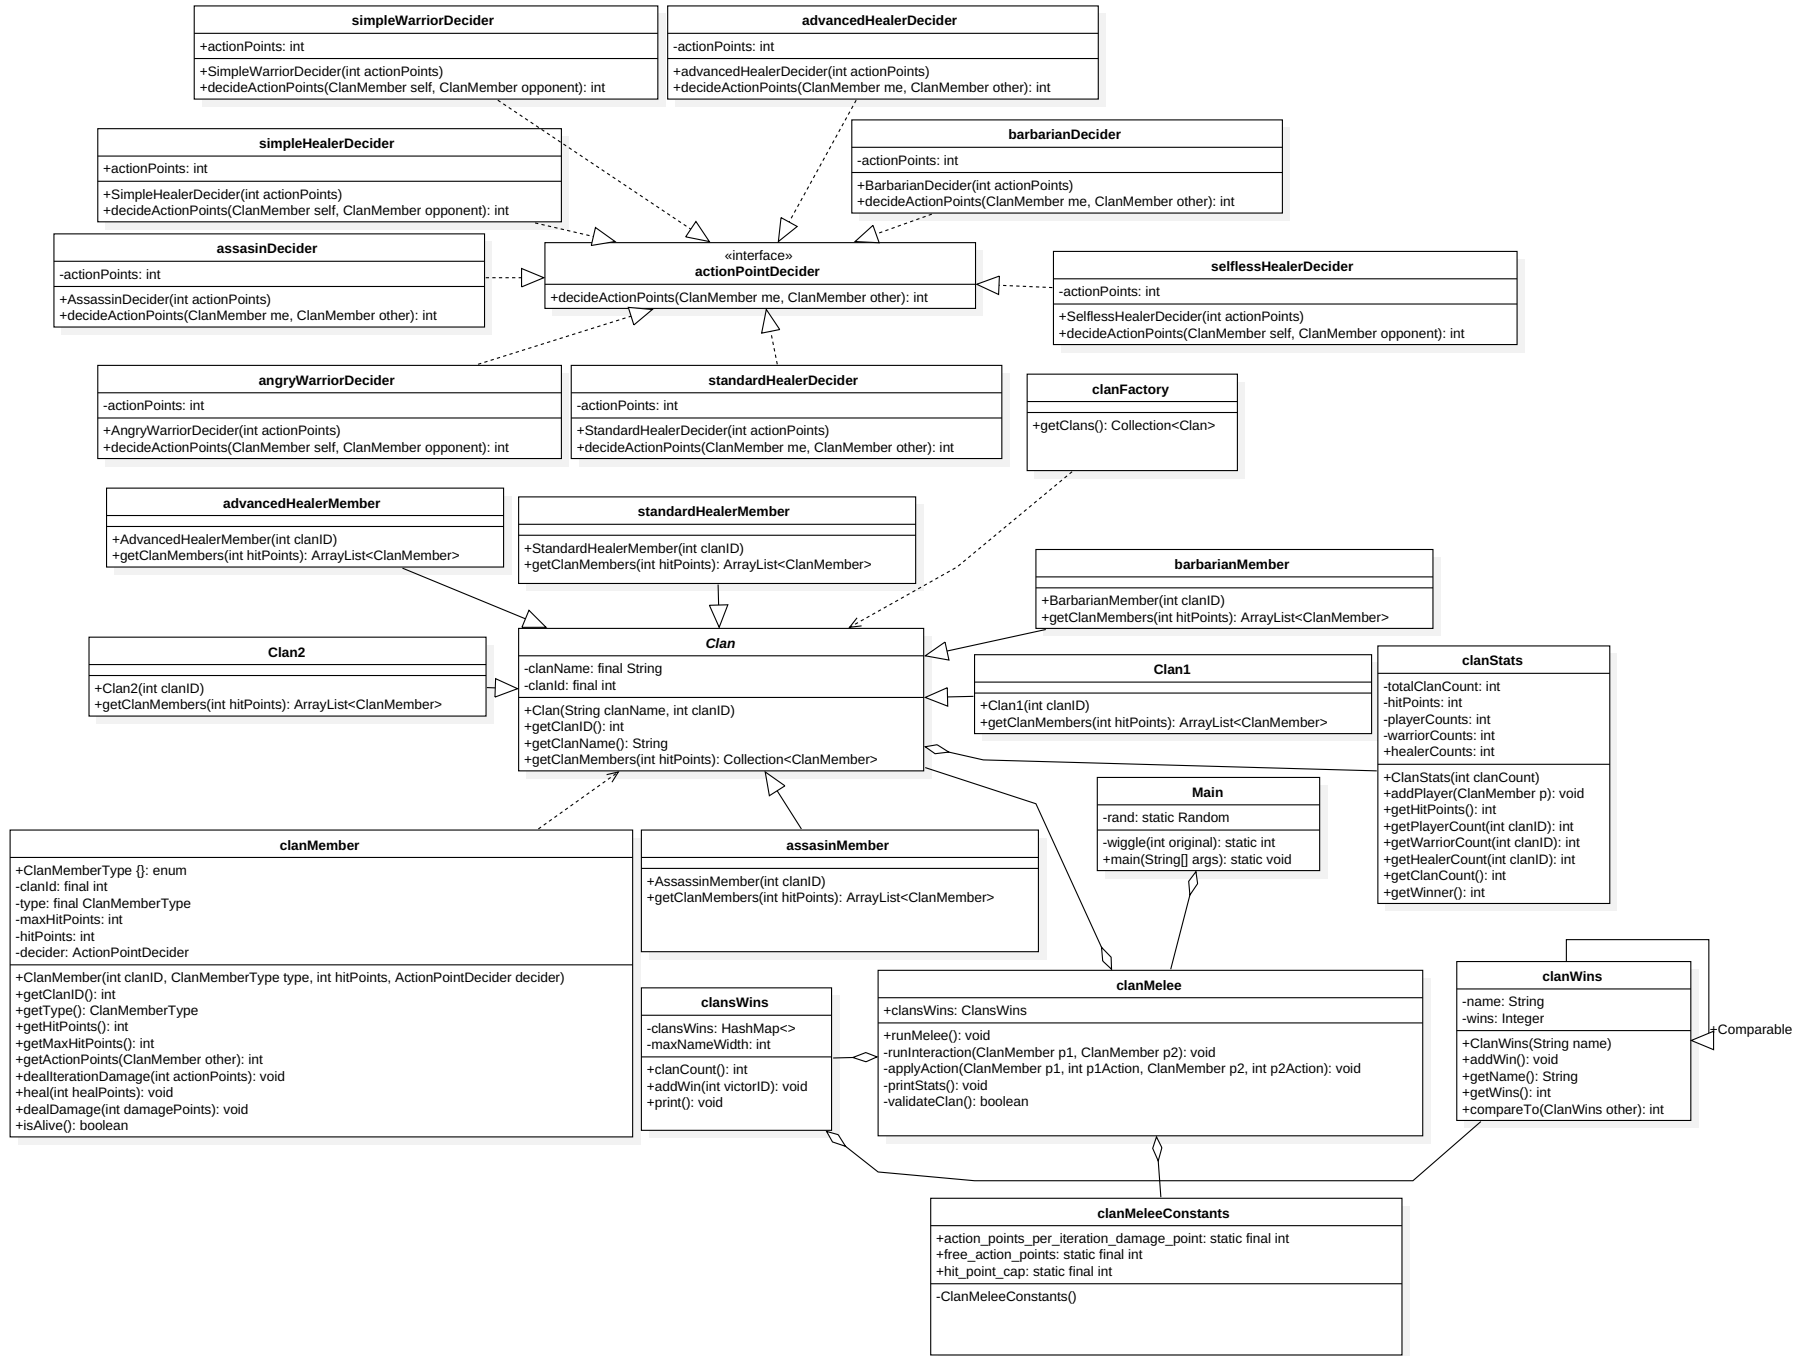 simpleWarriorDecider
+actionPoints: int
+SimpleWarriorDecider(int actionPoints)
+decideActionPoints(ClanMember self, ClanMember opponent): int
advancedHealerDecider
-actionPoints: int
+advancedHealerDecider(int actionPoints)
+decideActionPoints(ClanMember me, ClanMember other): int
simpleHealerDecider
+actionPoints: int
+SimpleHealerDecider(int actionPoints)
+decideActionPoints(ClanMember self, ClanMember opponent): int
barbarianDecider
-actionPoints: int
+BarbarianDecider(int actionPoints)
+decideActionPoints(ClanMember me, ClanMember other): int
assasinDecider
-actionPoints: int
+AssassinDecider(int actionPoints)
+decideActionPoints(ClanMember me, ClanMember other): int
«interface»
actionPointDecider
+decideActionPoints(ClanMember me, ClanMember other): int
selflessHealerDecider
-actionPoints: int
+SelflessHealerDecider(int actionPoints)
+decideActionPoints(ClanMember self, ClanMember opponent): int
angryWarriorDecider
-actionPoints: int
+AngryWarriorDecider(int actionPoints)
+decideActionPoints(ClanMember self, ClanMember opponent): int
standardHealerDecider
-actionPoints: int
+StandardHealerDecider(int actionPoints)
+decideActionPoints(ClanMember me, ClanMember other): int
clanFactory
+getClans(): Collection<Clan>
advancedHealerMember
+AdvancedHealerMember(int clanID)
+getClanMembers(int hitPoints): ArrayList<ClanMember>
standardHealerMember
+StandardHealerMember(int clanID)
+getClanMembers(int hitPoints): ArrayList<ClanMember>
barbarianMember
+BarbarianMember(int clanID)
+getClanMembers(int hitPoints): ArrayList<ClanMember>
Clan2
+Clan2(int clanID)
+getClanMembers(int hitPoints): ArrayList<ClanMember>
Clan
-clanName: final String
-clanId: final int
+Clan(String clanName, int clanID)
+getClanID(): int
+getClanName(): String
+getClanMembers(int hitPoints): Collection<ClanMember>
Clan1
+Clan1(int clanID)
+getClanMembers(int hitPoints): ArrayList<ClanMember>
clanStats
-totalClanCount: int
-hitPoints: int
-playerCounts: int
-warriorCounts: int
+healerCounts: int
+ClanStats(int clanCount)
+addPlayer(ClanMember p): void
+getHitPoints(): int
+getPlayerCount(int clanID): int
+getWarriorCount(int clanID): int
+getHealerCount(int clanID): int
+getClanCount(): int
+getWinner(): int
Main
-rand: static Random
-wiggle(int original): static int
+main(String[] args): static void
clanMember
+ClanMemberType {}: enum
-clanId: final int
-type: final ClanMemberType
-maxHitPoints: int
-hitPoints: int
-decider: ActionPointDecider
+ClanMember(int clanID, ClanMemberType type, int hitPoints, ActionPointDecider decider)
+getClanID(): int
+getType(): ClanMemberType
+getHitPoints(): int
+getMaxHitPoints(): int
+getActionPoints(ClanMember other): int
+dealIterationDamage(int actionPoints): void
+heal(int healPoints): void
+dealDamage(int damagePoints): void
+isAlive(): boolean
assasinMember
+AssassinMember(int clanID)
+getClanMembers(int hitPoints): ArrayList<ClanMember>
clansWins
-clansWins: HashMap<>
-maxNameWidth: int
+clanCount(): int
+addWin(int victorID): void
+print(): void
clanMelee
+clansWins: ClansWins
+runMelee(): void
-runInteraction(ClanMember p1, ClanMember p2): void
-applyAction(ClanMember p1, int p1Action, ClanMember p2, int p2Action): void
-printStats(): void
-validateClan(): boolean
clanWins
-name: String
-wins: Integer
+ClanWins(String name)
+addWin(): void
+getName(): String
+getWins(): int
+compareTo(ClanWins other): int
+Comparable
clanMeleeConstants
+action_points_per_iteration_damage_point: static final int
+free_action_points: static final int
+hit_point_cap: static final int
-ClanMeleeConstants()